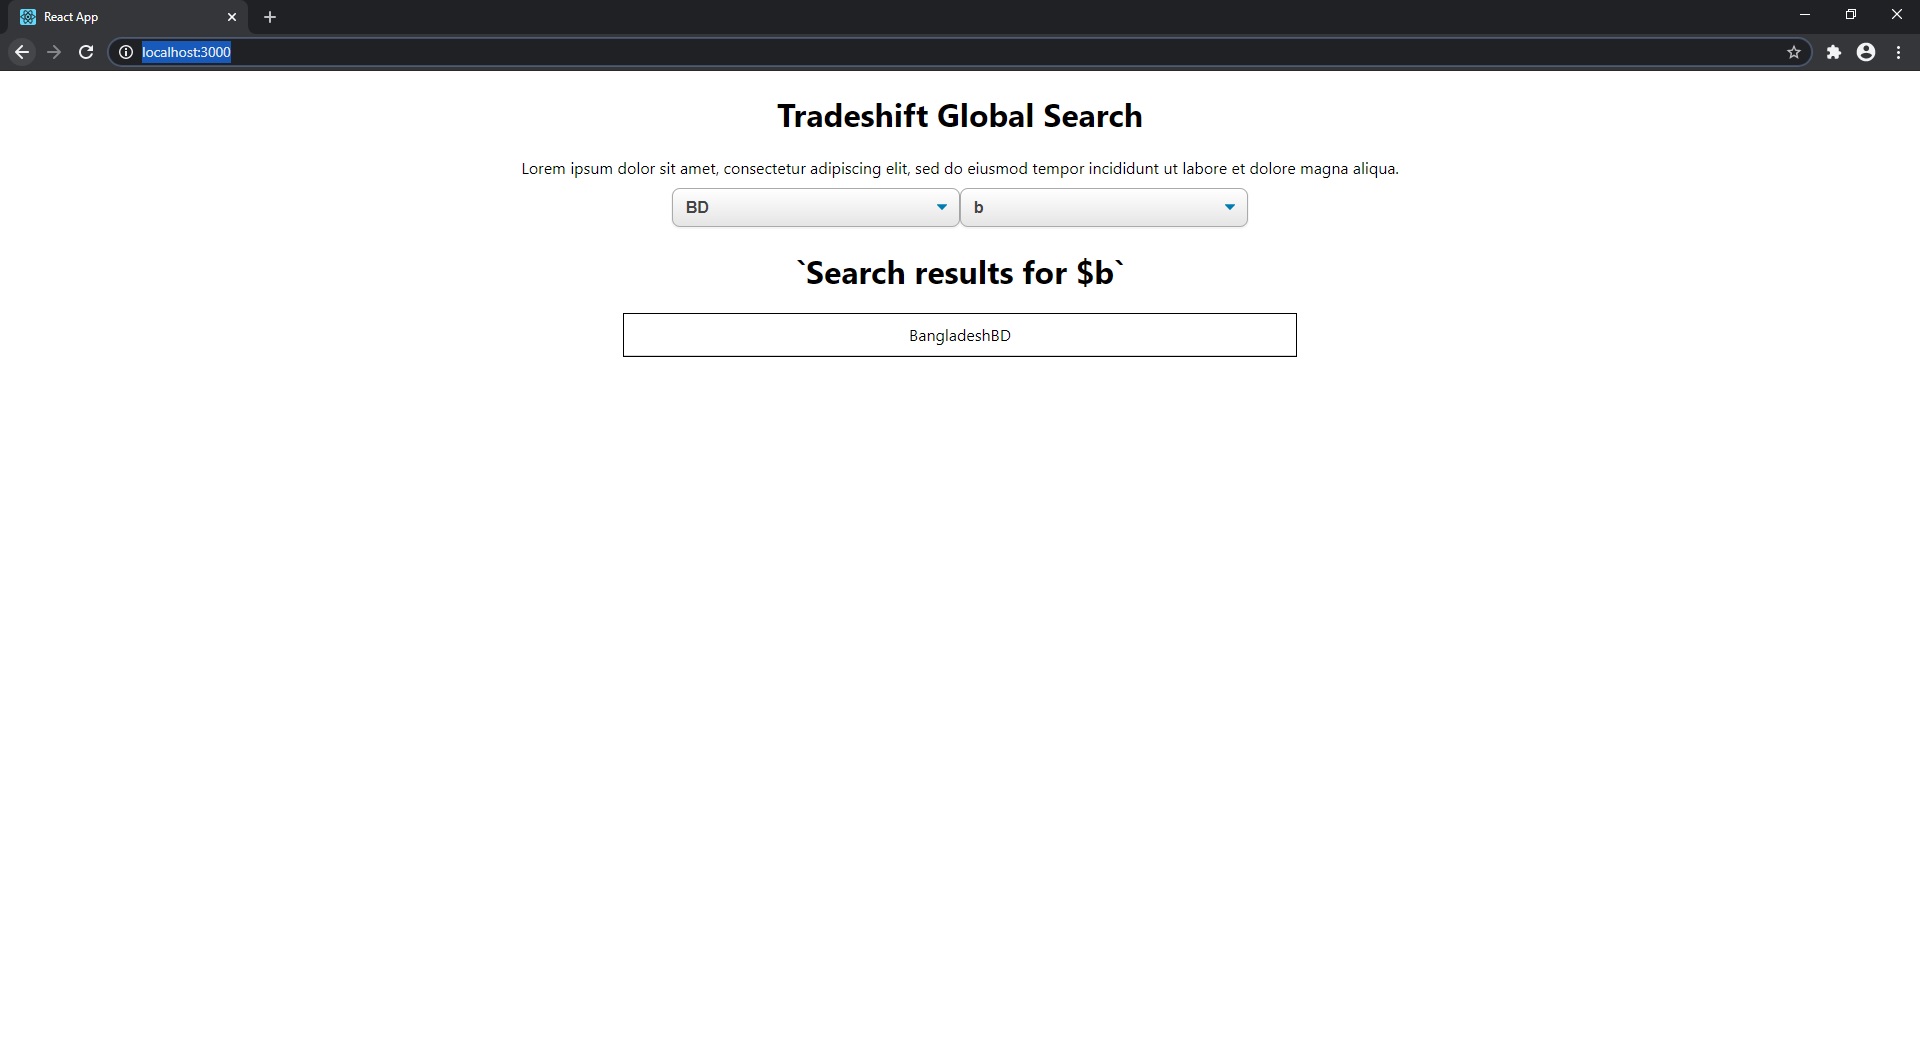 React App
localhost:3000
Tradeshift Global Search
Lorem ipsum dolor sit amet, consectetur adipiscing elit, sed do eiusmod tempor incididunt ut labore et dolore magna aliqua.
BD b
`Search results for $b`
BangladeshBD